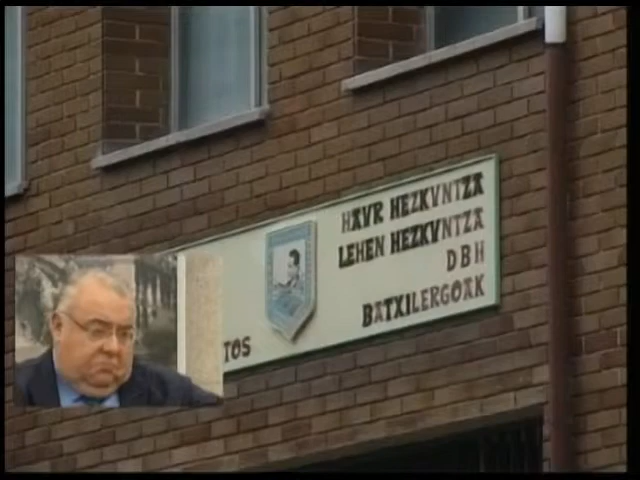 HAUR HEZKUNTZA
LEHEN HEZKUNTZA
DBH
BATXILERGOAK
TOS